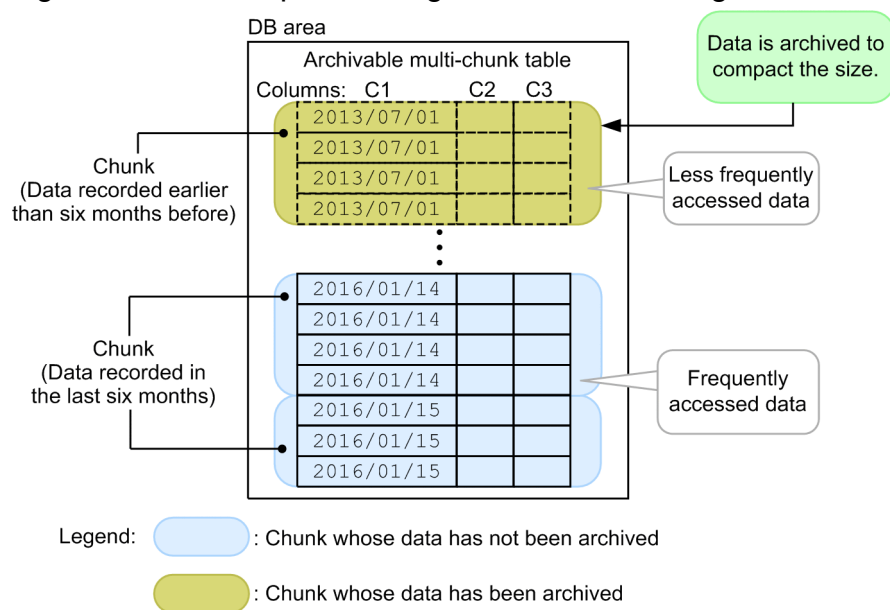 DB area
Archivable multi-chunk table
Columns: C1 C2 C3
2013/07/01
2013/07/01
2013/07/01
2013/07/01
2016/01/14
2016/01/14
2016/01/14
2016/01/14
2016/01/15
2016/01/15
2016/01/15
Data is archived to
compact the size.
Chunk
(Data recorded earlier
than six months before)
Less frequently
accessed data
Chunk
(Data recorded in
the last six months)
Frequently
accessed data
Legend:
: Chunk whose data has not been archived
: Chunk whose data has been archived